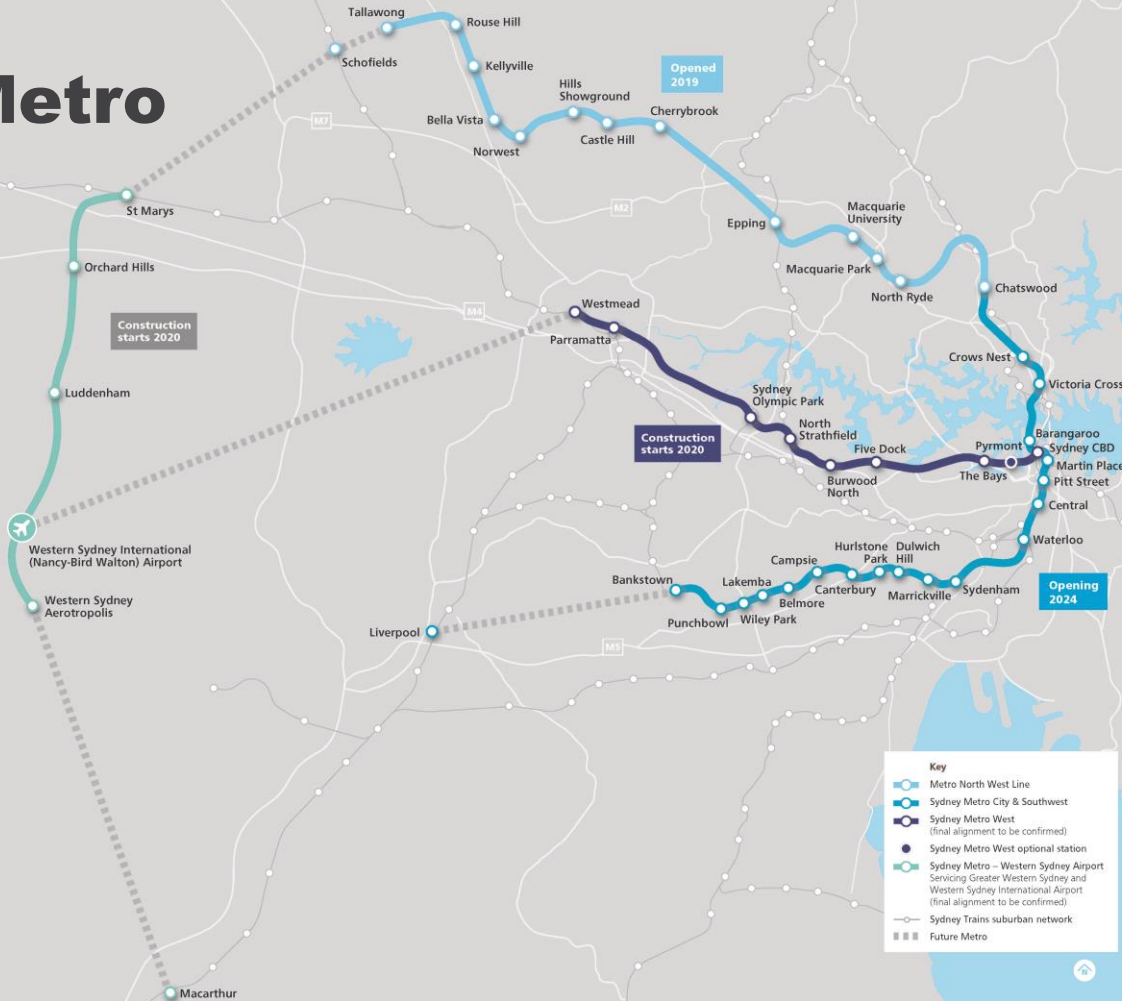 Metro
Tallawong
Rouse Hill
Schofields
Kellyville
Opened
2019
Hills
Showground
Cherrybrook
M7
Bella Vista
Castle Hill
Norwest
St Marys
M2
Macquarie
University
Epping
Orchard Hills
Macquarie Park
North Ryde
Chatswood
Westmead
M4
Parramatta
Construction
starts 2020
Crows Nest
Victoria Cross
Luddenham
Sydney
Olympic Park
North
Strathfield
Construction
starts 2020
Five Dock
Pyrmont
Barangaroo
Sydney CBD
Martin Place
The Bays
Pitt Street
Burwood
North
Central
Western Sydney International
(Nancy-Bird Walton) Airport
Waterloo
Hurlstone
Park
Dulwich
Hill
Campsie
Bankstown
Lakemba
Canterbury
Sydenham
Marrickville
Belmore
Opening
2024
Western Sydney
Aerotropolis
Punchbowl
Wiley Park
Liverpool
M5
Key
Metro North West Line
Sydney Metro City & Southwest
Sydney Metro West
(final alignment to be confirmed)
Sydney Metro West optional station
Sydney Metro – Western Sydney Airport
Servicing Greater Western Sydney and
Western Sydney International Airport
(final alignment to be confirmed)
Sydney Trains suburban network
Future Metro
N
Macarthur